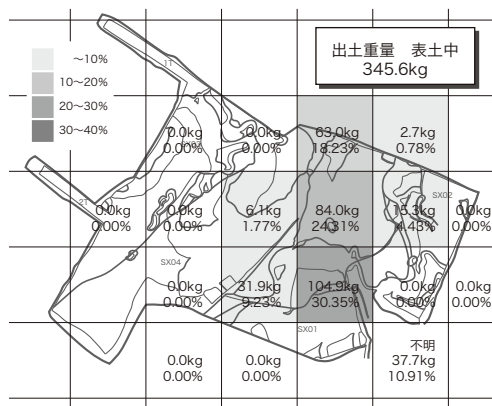 出土重量 表土中
345.6kg
～10%
10～20%
20～30%
30～40%
1T
0.0kg
0.00%
0.0kg
0.00%
63.0kg
18.23%
2.7kg
0.78%
2T
0.0kg
0.00%
0.0kg
0.00%
6.1kg
1.77%
84.0kg
24.31%
15.3kg
4.43%
SX02
0.0kg
0.00%
SX04
0.0kg
0.00%
31.9kg
9.23%
104.9kg
30.35%
0.0kg
0.00%
0.0kg
0.00%
SX01
0.0kg
0.00%
0.0kg
0.00%
不明
37.7kg
10.91%